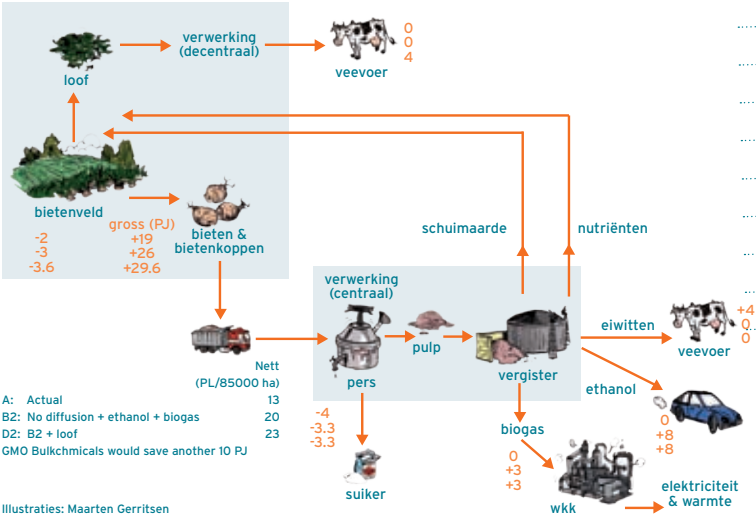 verwerking
(decentraal)
0
0
4
veevoer
loof
bietenveld
gross (PJ)
-2
+19
-3
+26
-3.6
+29.6
bieten &
bietenkoppen
schuimaarde
nutriënten
verwerking
(centraal)
pers
pulp
vergister
eiwitten
+4
0
0
veevoer
ethanol
0
+8
+8
biogas
0
+3
+3
wkk
elektriciteit
& warmte
-4
-3.3
-3.3
suiker
Nett
(PL/85000 ha)
A: Actual 13
B2: No diffusion + ethanol + biogas 20
D2: B2 + loof 23
GMO Bulkchmicals would save another 10 PJ
Illustraties: Maarten Gerritsen